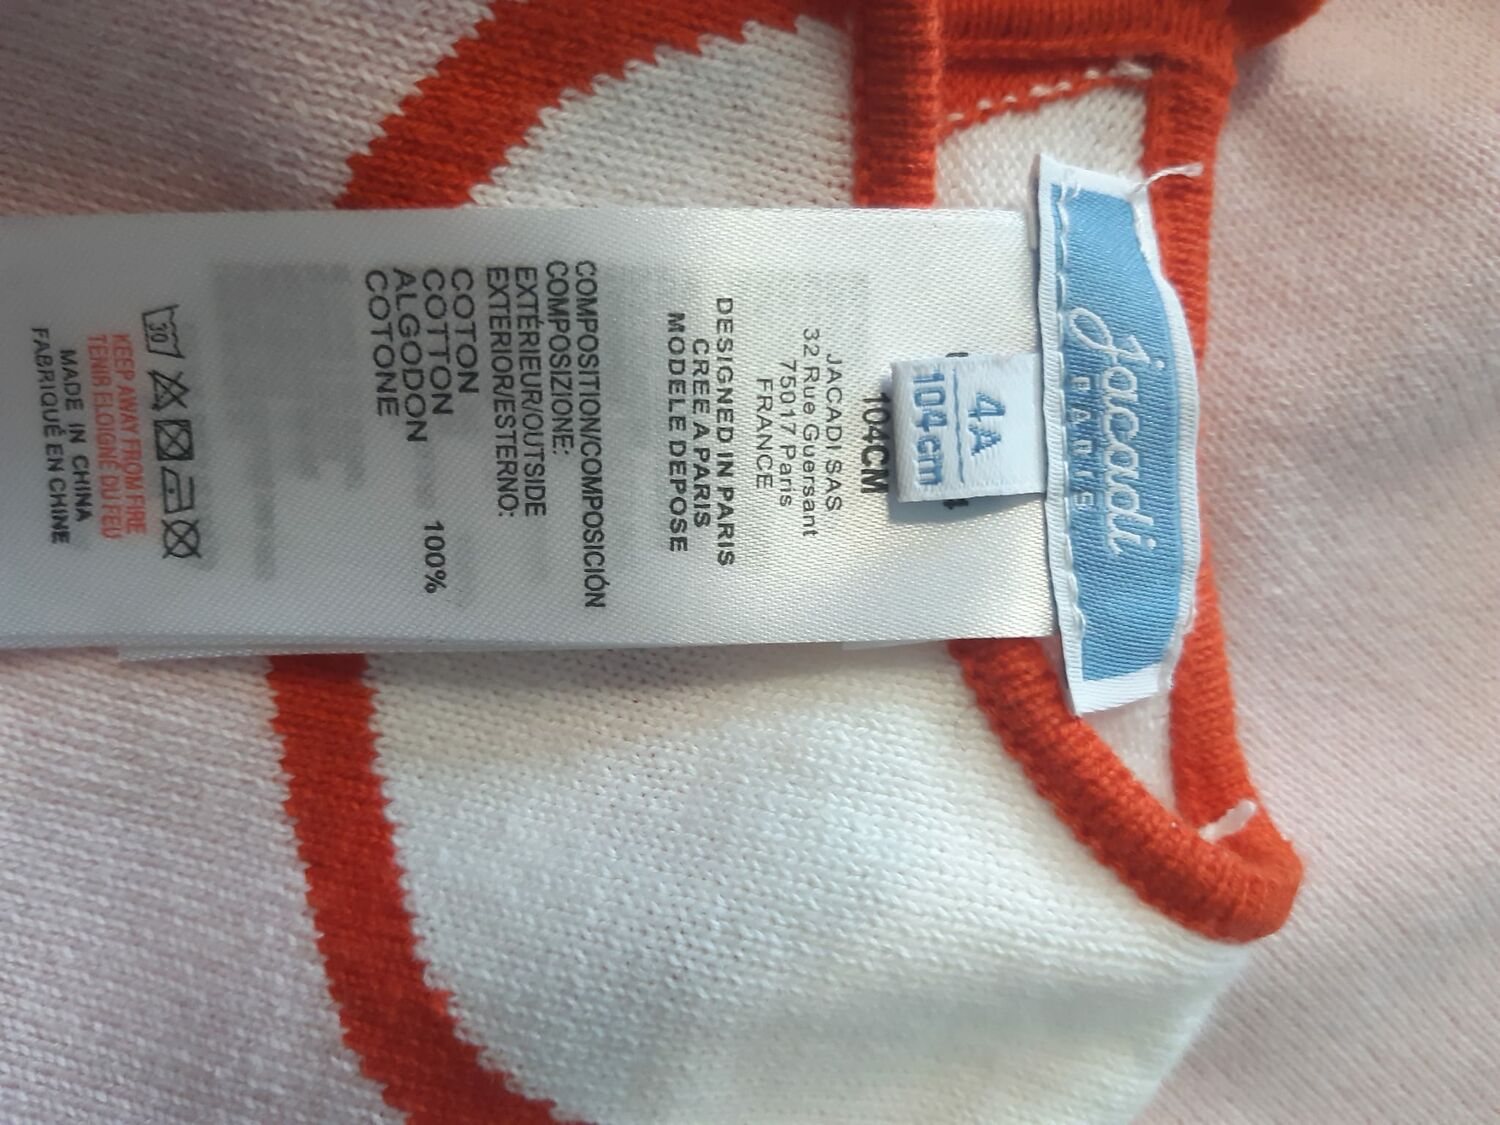 Jacadi
PARIS
4A
104cm
104CM
JACADI SAS
32 Rue Guersant
75017 Paris
FRANCE
DESIGNED IN PARIS
CREE A PARIS
MODELE DEPOSE
COMPOSITION/COMPOSICIÓN
COMPOSIZIONE:
EXTÉRIEUR/OUTSIDE
EXTERIOR/ESTERNO:
COTON
COTTON 100%
ALGODON
COTONE
30
KEEP AWAY FROM FIRE
TENIR ELOIGNE DU FEU
MADE IN CHINA
FABRIQUÉ EN CHINE